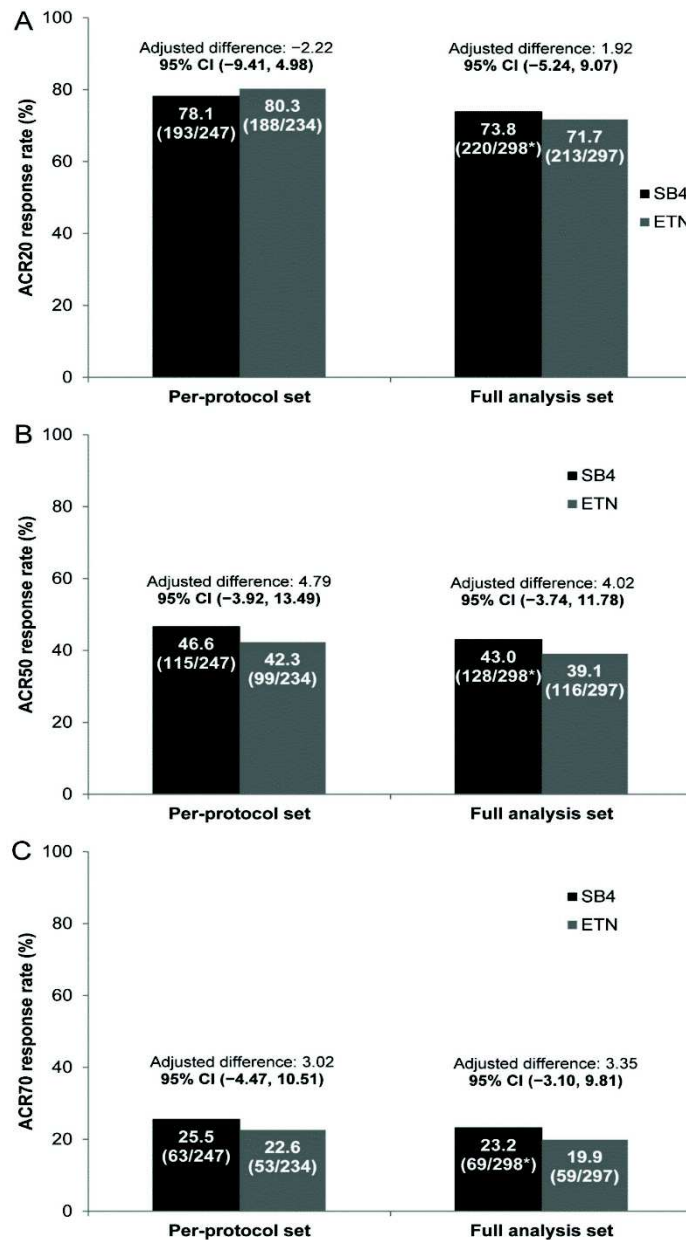 A
ACR20 response rate (%)
100
80
60
40
20
0
Adjusted difference: −2.22
95% CI (−9.41, 4.98)
Adjusted difference: 1.92
95% CI (−5.24, 9.07)
78.1
(193/247)
80.3
(188/234)
73.8
(220/298*)
71.7
(213/297)
SB4
ETN
Per-protocol set
Full analysis set
B
ACR50 response rate (%)
100
80
60
40
20
0
SB4
ETN
Adjusted difference: 4.79
95% CI (−3.92, 13.49)
Adjusted difference: 4.02
95% CI (−3.74, 11.78)
46.6
(115/247)
42.3
(99/234)
43.0
(128/298*)
39.1
(116/297)
Per-protocol set
Full analysis set
C
ACR70 response rate (%)
100
80
60
40
20
0
SB4
ETN
Adjusted difference: 3.02
95% CI (−4.47, 10.51)
Adjusted difference: 3.35
95% CI (−3.10, 9.81)
25.5
(63/247)
22.6
(53/234)
23.2
(69/298*)
19.9
(59/297)
Per-protocol set
Full analysis set